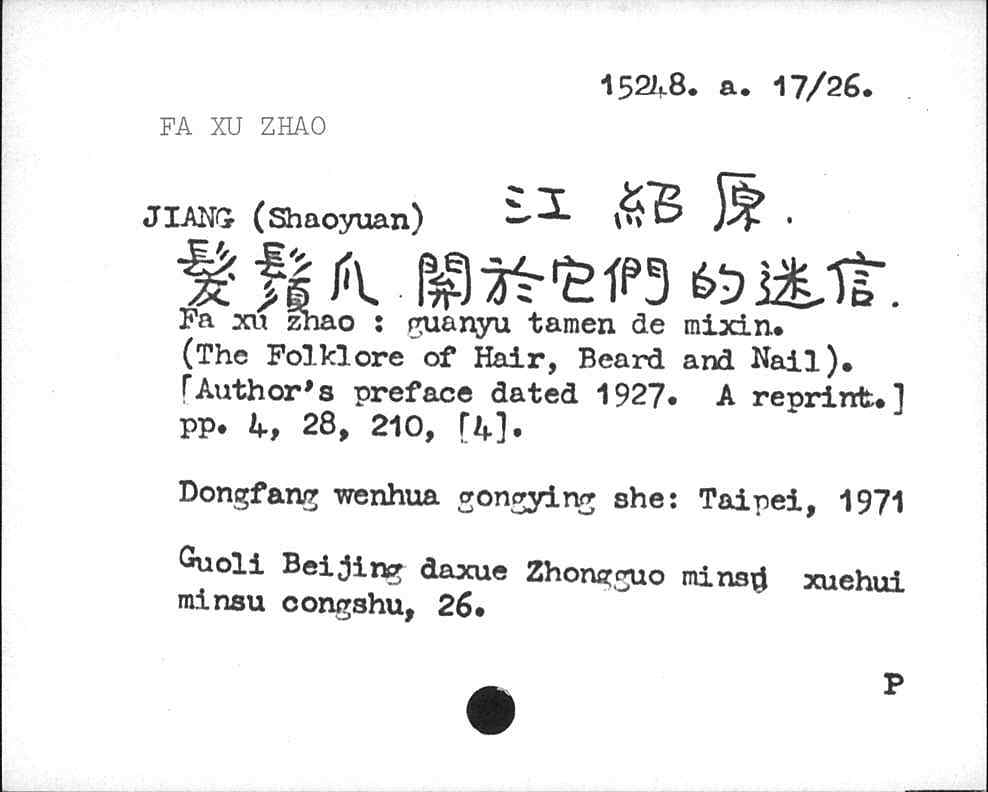 15248. a. 17/26.
FA XU ZHAO
JIANG (Shaoyuan) 江紹原.
髮鬚爪 關於它們的迷信.
Fa xu zhao : guanyu tamen de mixin.
(The Folklore of Hair, Beard and Nail).
[Author's preface dated 1927. A reprint.]
pp. 4, 28, 210, [4].
Dongfang wenhua gongying she: Taipei, 1971
Guoli Beijing daxue Zhongguo minsu xuehui
minsu congshu, 26.
P